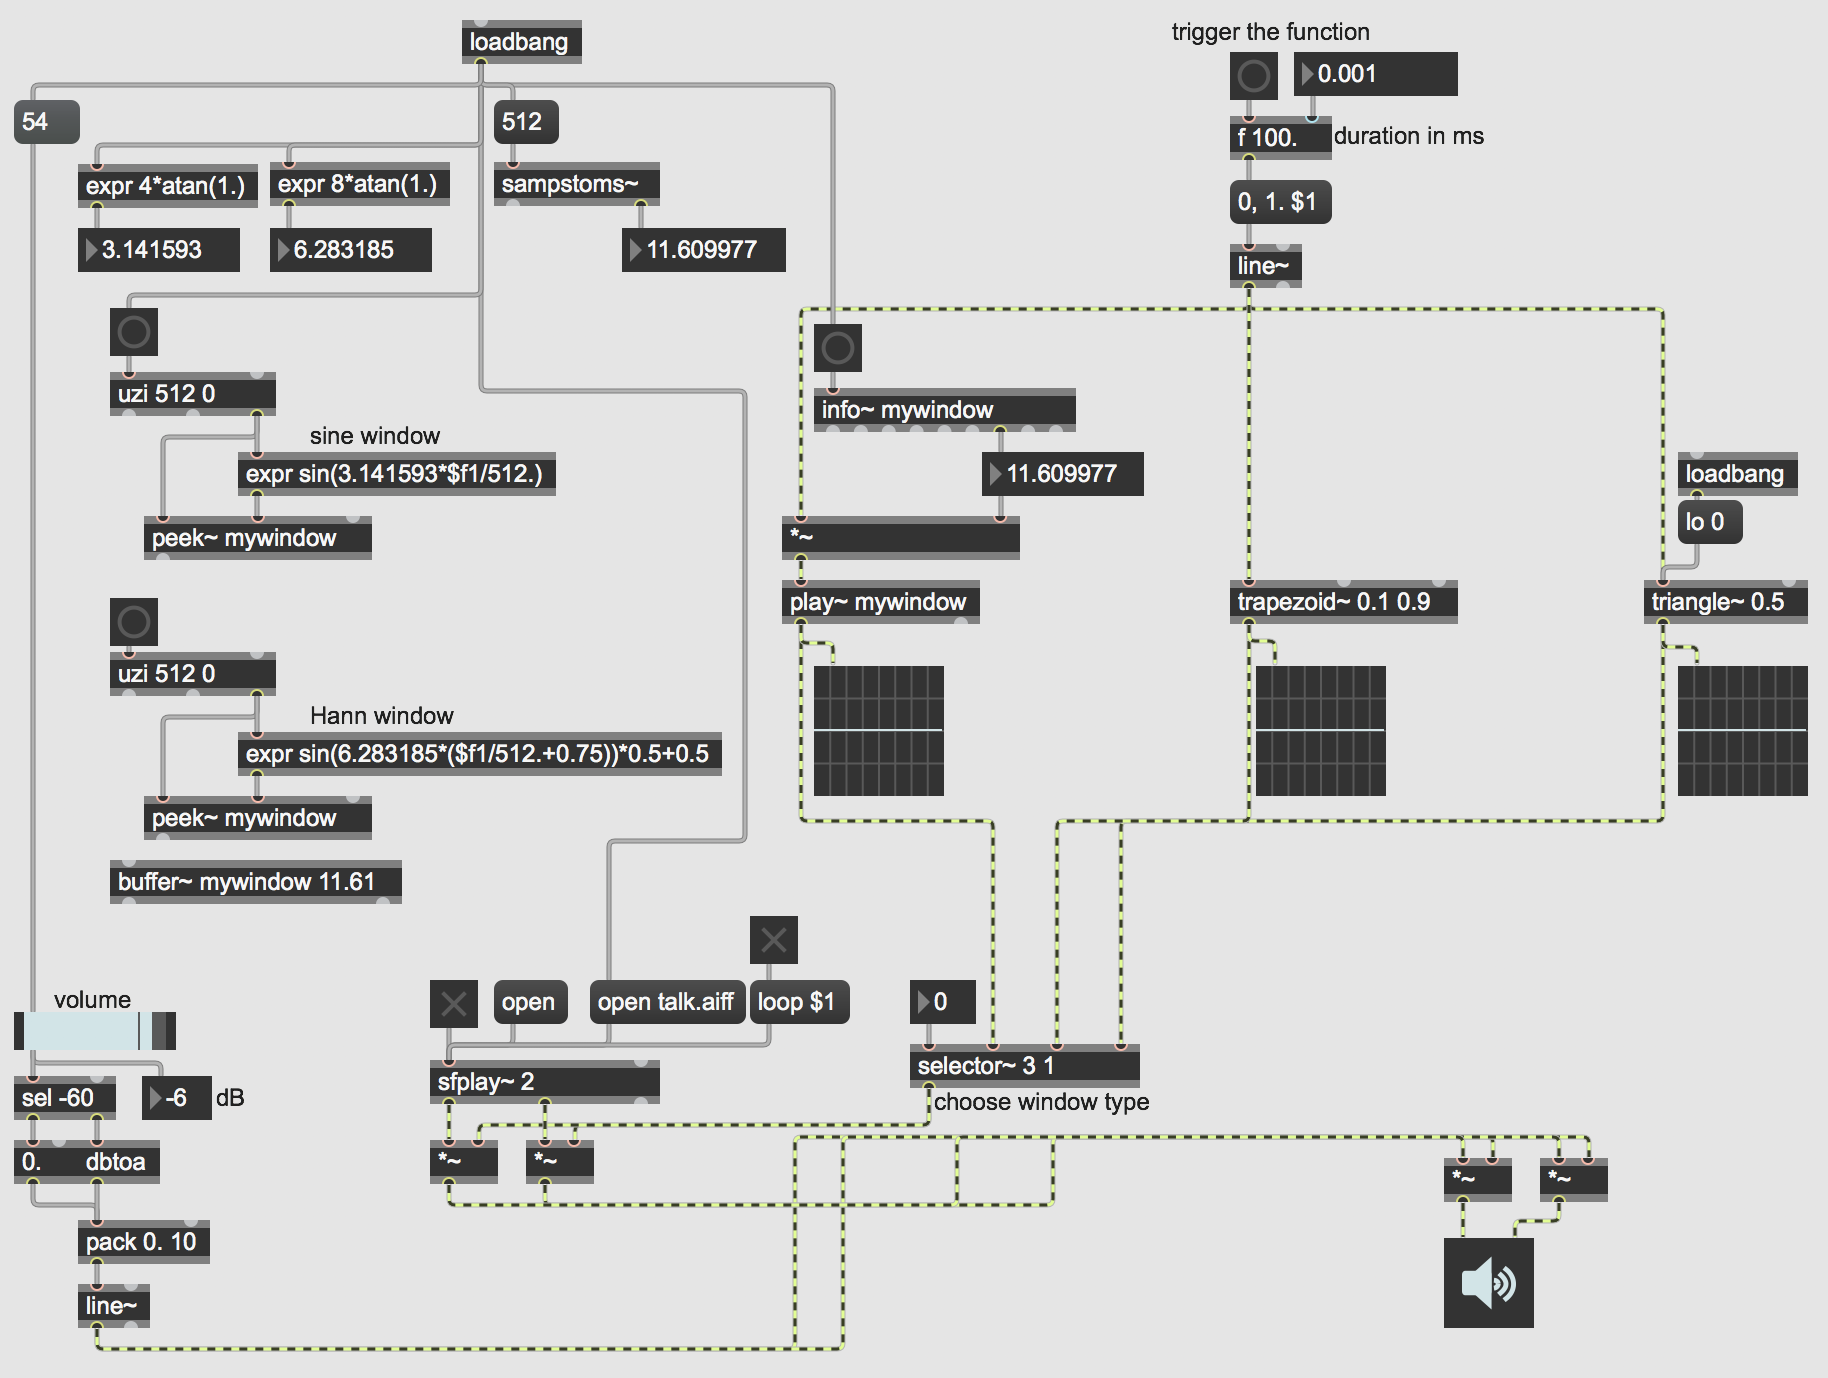 loadbang
trigger the function
0.001
54
512
f 100.
duration in ms
expr 4*atan(1.)
expr 8*atan(1.)
sampstoms~
0, 1. $1
3.141593
6.283185
11.609977
line~
uzi 512 0
info~ mywindow
sine window
expr sin(3.141593*$f1/512.)
11.609977
loadbang
peek~ mywindow
*~
lo 0
play~ mywindow
trapezoid~ 0.1 0.9
triangle~ 0.5
uzi 512 0
Hann window
expr sin(6.283185*($f1/512.+0.75))*0.5+0.5
peek~ mywindow
buffer~ mywindow 11.61
volume
open
open talk.aiff
loop $1
0
selector~ 3 1
sfplay~ 2
sel -60
-6
dB
choose window type
0.
dbtoa
*~
*~
*~
*~
pack 0. 10
line~